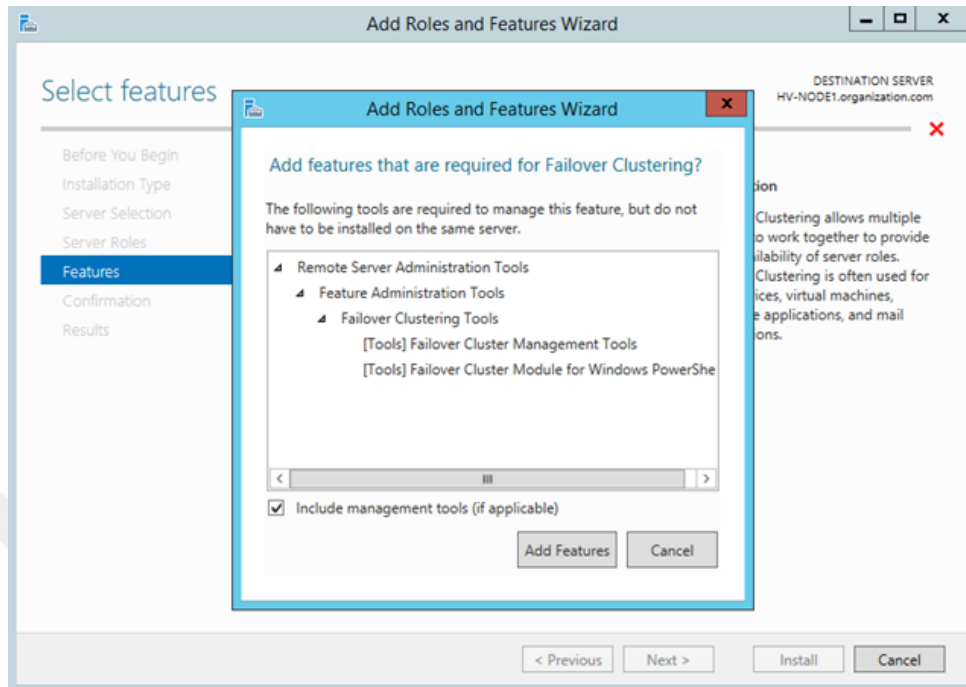 Add Roles and Features Wizard
Select features
DESTINATION SERVER
HV-NODE1.organization.com
Before You Begin
Installation Type
Server Selection
Server Roles
Features
Confirmation
Results
Add Roles and Features Wizard
Add features that are required for Failover Clustering?
The following tools are required to manage this feature, but do not
have to be installed on the same server.
Remote Server Administration Tools
Feature Administration Tools
Failover Clustering Tools
[Tools] Failover Cluster Management Tools
[Tools] Failover Cluster Module for Windows PowerShe
Include management tools (if applicable)
Add Features
Cancel
tion
Clustering allows multiple
to work together to provide
ilability of server roles.
Clustering is often used for
ices, virtual machines,
e applications, and mail
ions.
< Previous
Next >
Install
Cancel